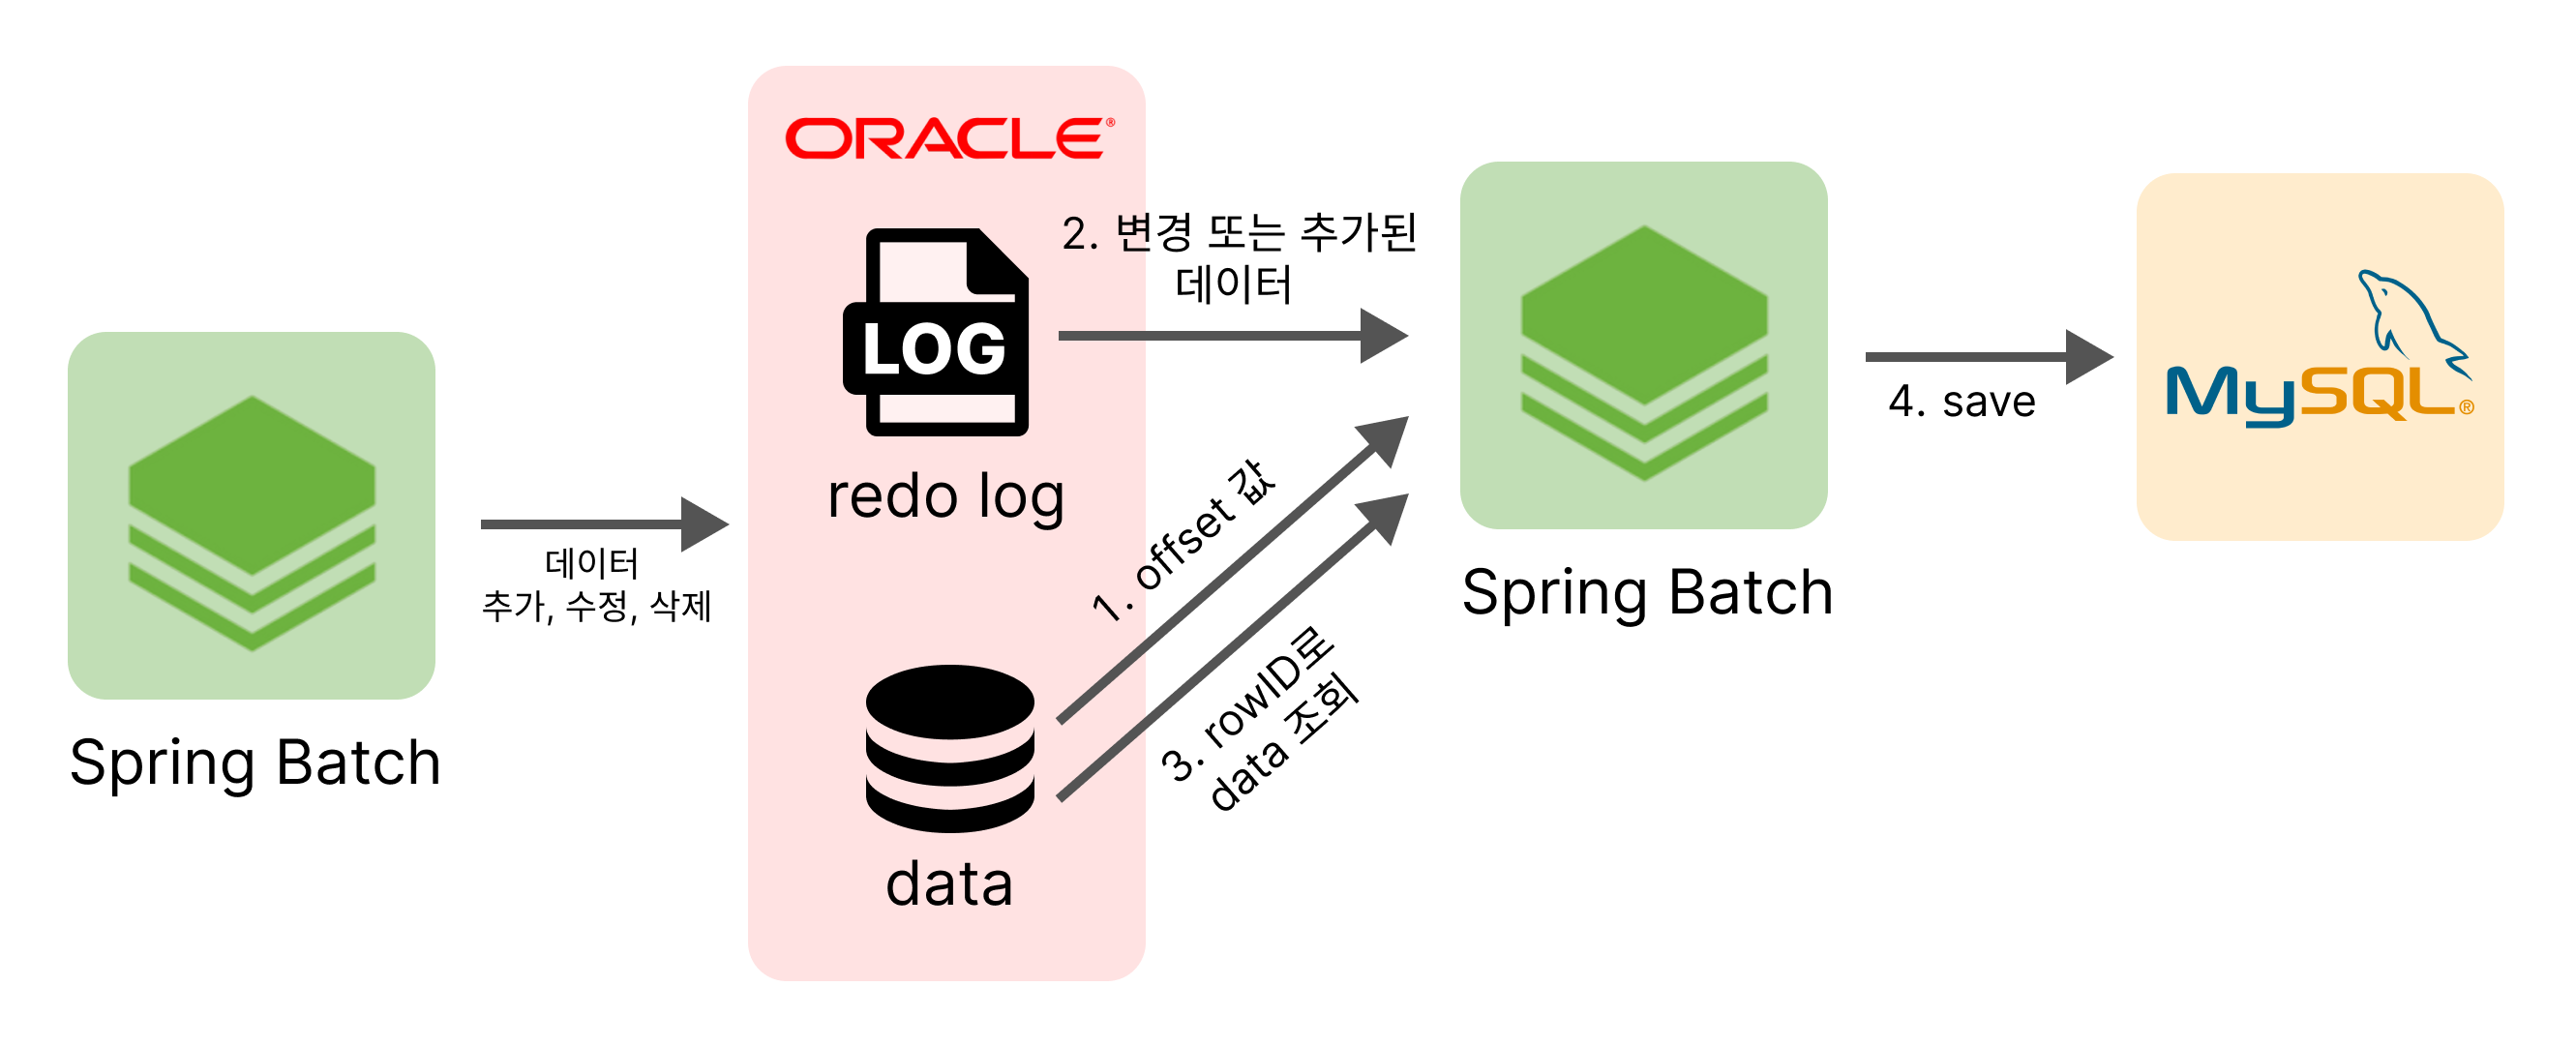 Spring Batch
데이터
추가, 수정, 삭제
ORACLE®
LOG
redo log
data
2. 변경 또는 추가된
데이터
1. offset 값
3. rowID로
data 조회
Spring Batch
4. save
MySQL®